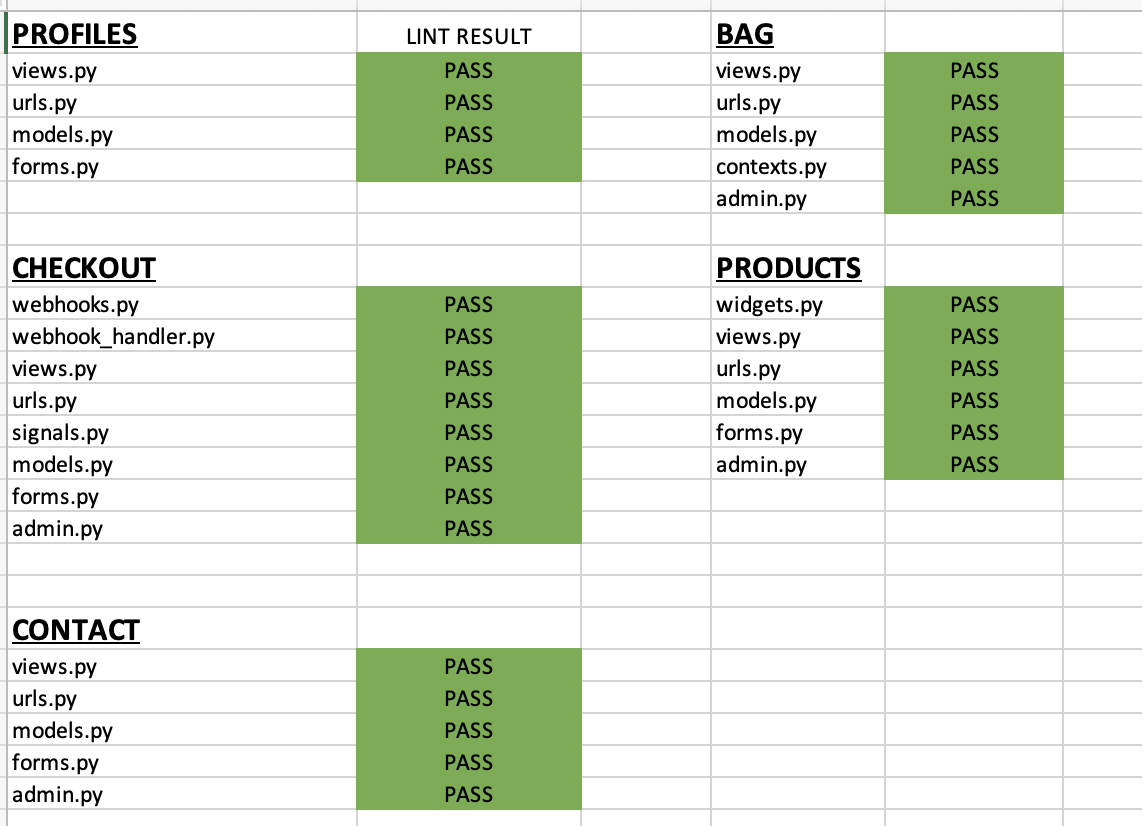 PROFILES LINT RESULT BAG
views.py PASS views.py PASS
urls.py PASS urls.py PASS
models.py PASS models.py PASS
forms.py PASS contexts.py PASS
admin.py PASS
CHECKOUT PRODUCTS
webhooks.py PASS widgets.py PASS
webhook_handler.py PASS views.py PASS
views.py PASS urls.py PASS
urls.py PASS models.py PASS
signals.py PASS forms.py PASS
models.py PASS admin.py PASS
forms.py PASS
admin.py PASS
CONTACT
views.py PASS
urls.py PASS
models.py PASS
forms.py PASS
admin.py PASS